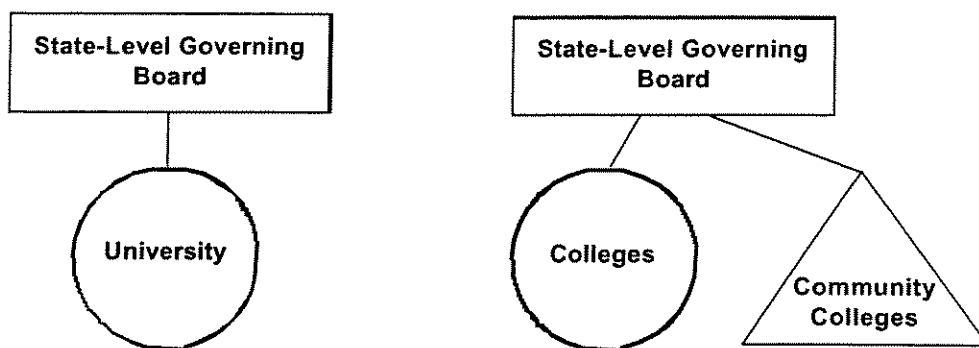 State-Level Governing
Board
University
State-Level Governing
Board
Colleges
Community
Colleges